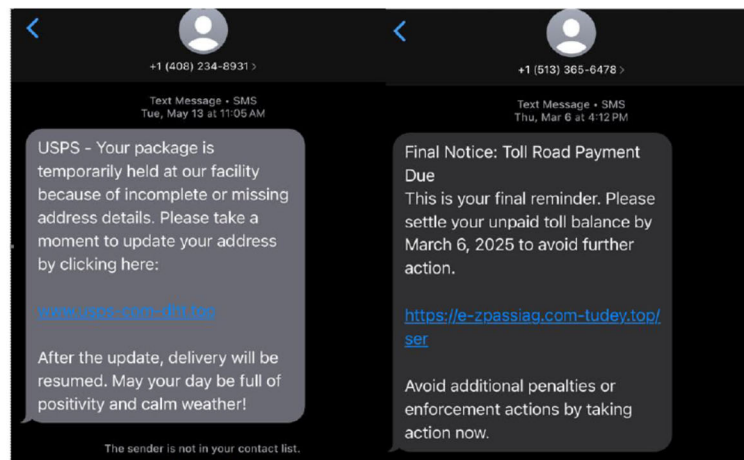 +1 (408) 234-8931 >
Text Message • SMS
Tue, May 13 at 11:05 AM
USPS - Your package is
temporarily held at our facility
because of incomplete or missing
address details. Please take a
moment to update your address
by clicking here:
After the update, delivery will be
resumed. May your day be full of
positivity and calm weather!
The sender is not in your contact list.
+1 (513) 365-6478 >
Text Message • SMS
Thu, Mar 6 at 4:12 PM
Final Notice: Toll Road Payment
Due
This is your final reminder. Please
settle your unpaid toll balance by
March 6, 2025 to avoid further
action.
https://e-zpassiag.com-tudey.top/
ser
Avoid additional penalties or
enforcement actions by taking
action now.